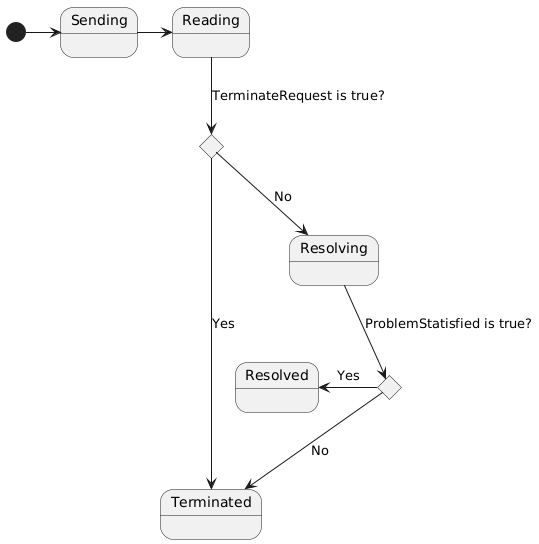 Sending
Reading
TerminateRequest is true?
No
Resolving
Yes
ProblemStatisfied is true?
Resolved
Yes
No
Terminated